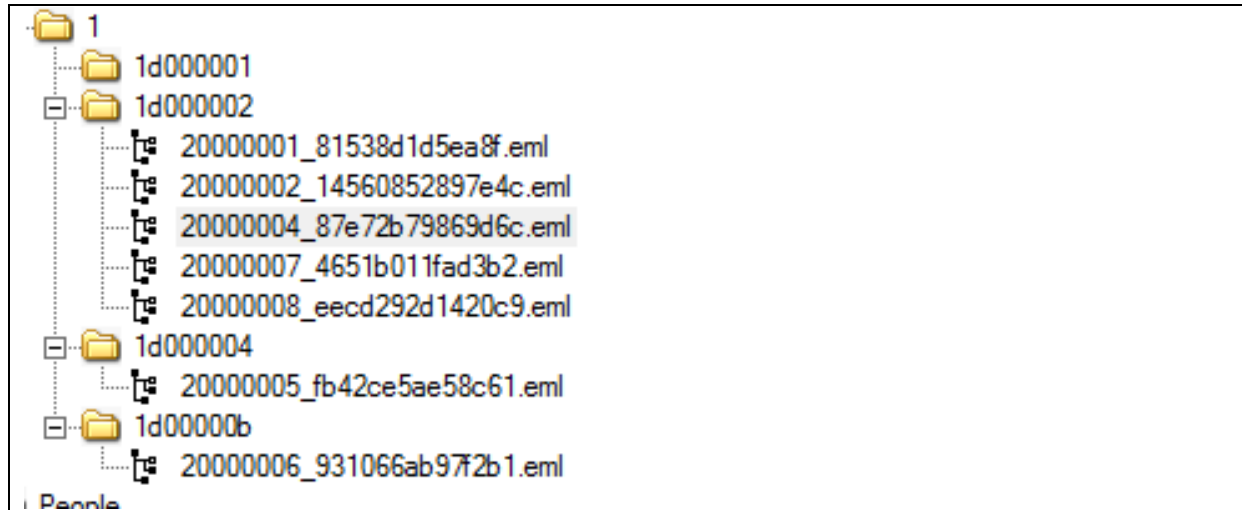 1
1d000001
1d000002
20000001_81538d1d5ea8f.eml
20000002_14560852897e4c.eml
20000004_87e72b79869d6c.eml
20000007_4651b011fad3b2.eml
20000008_eecd292d1420c9.eml
1d000004
20000005_fb42ce5ae58c61.eml
1d00000b
20000006_931066ab97f2b1.eml
People